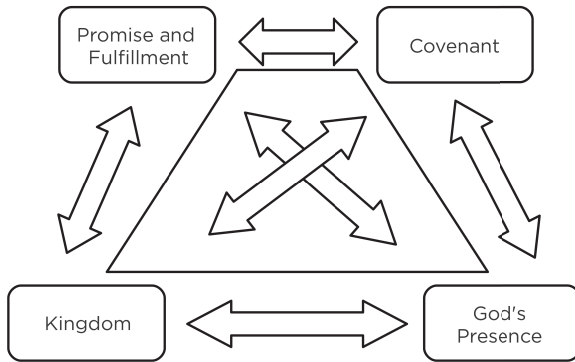 Promise and
Fulfillment
Covenant
Kingdom
God's
Presence